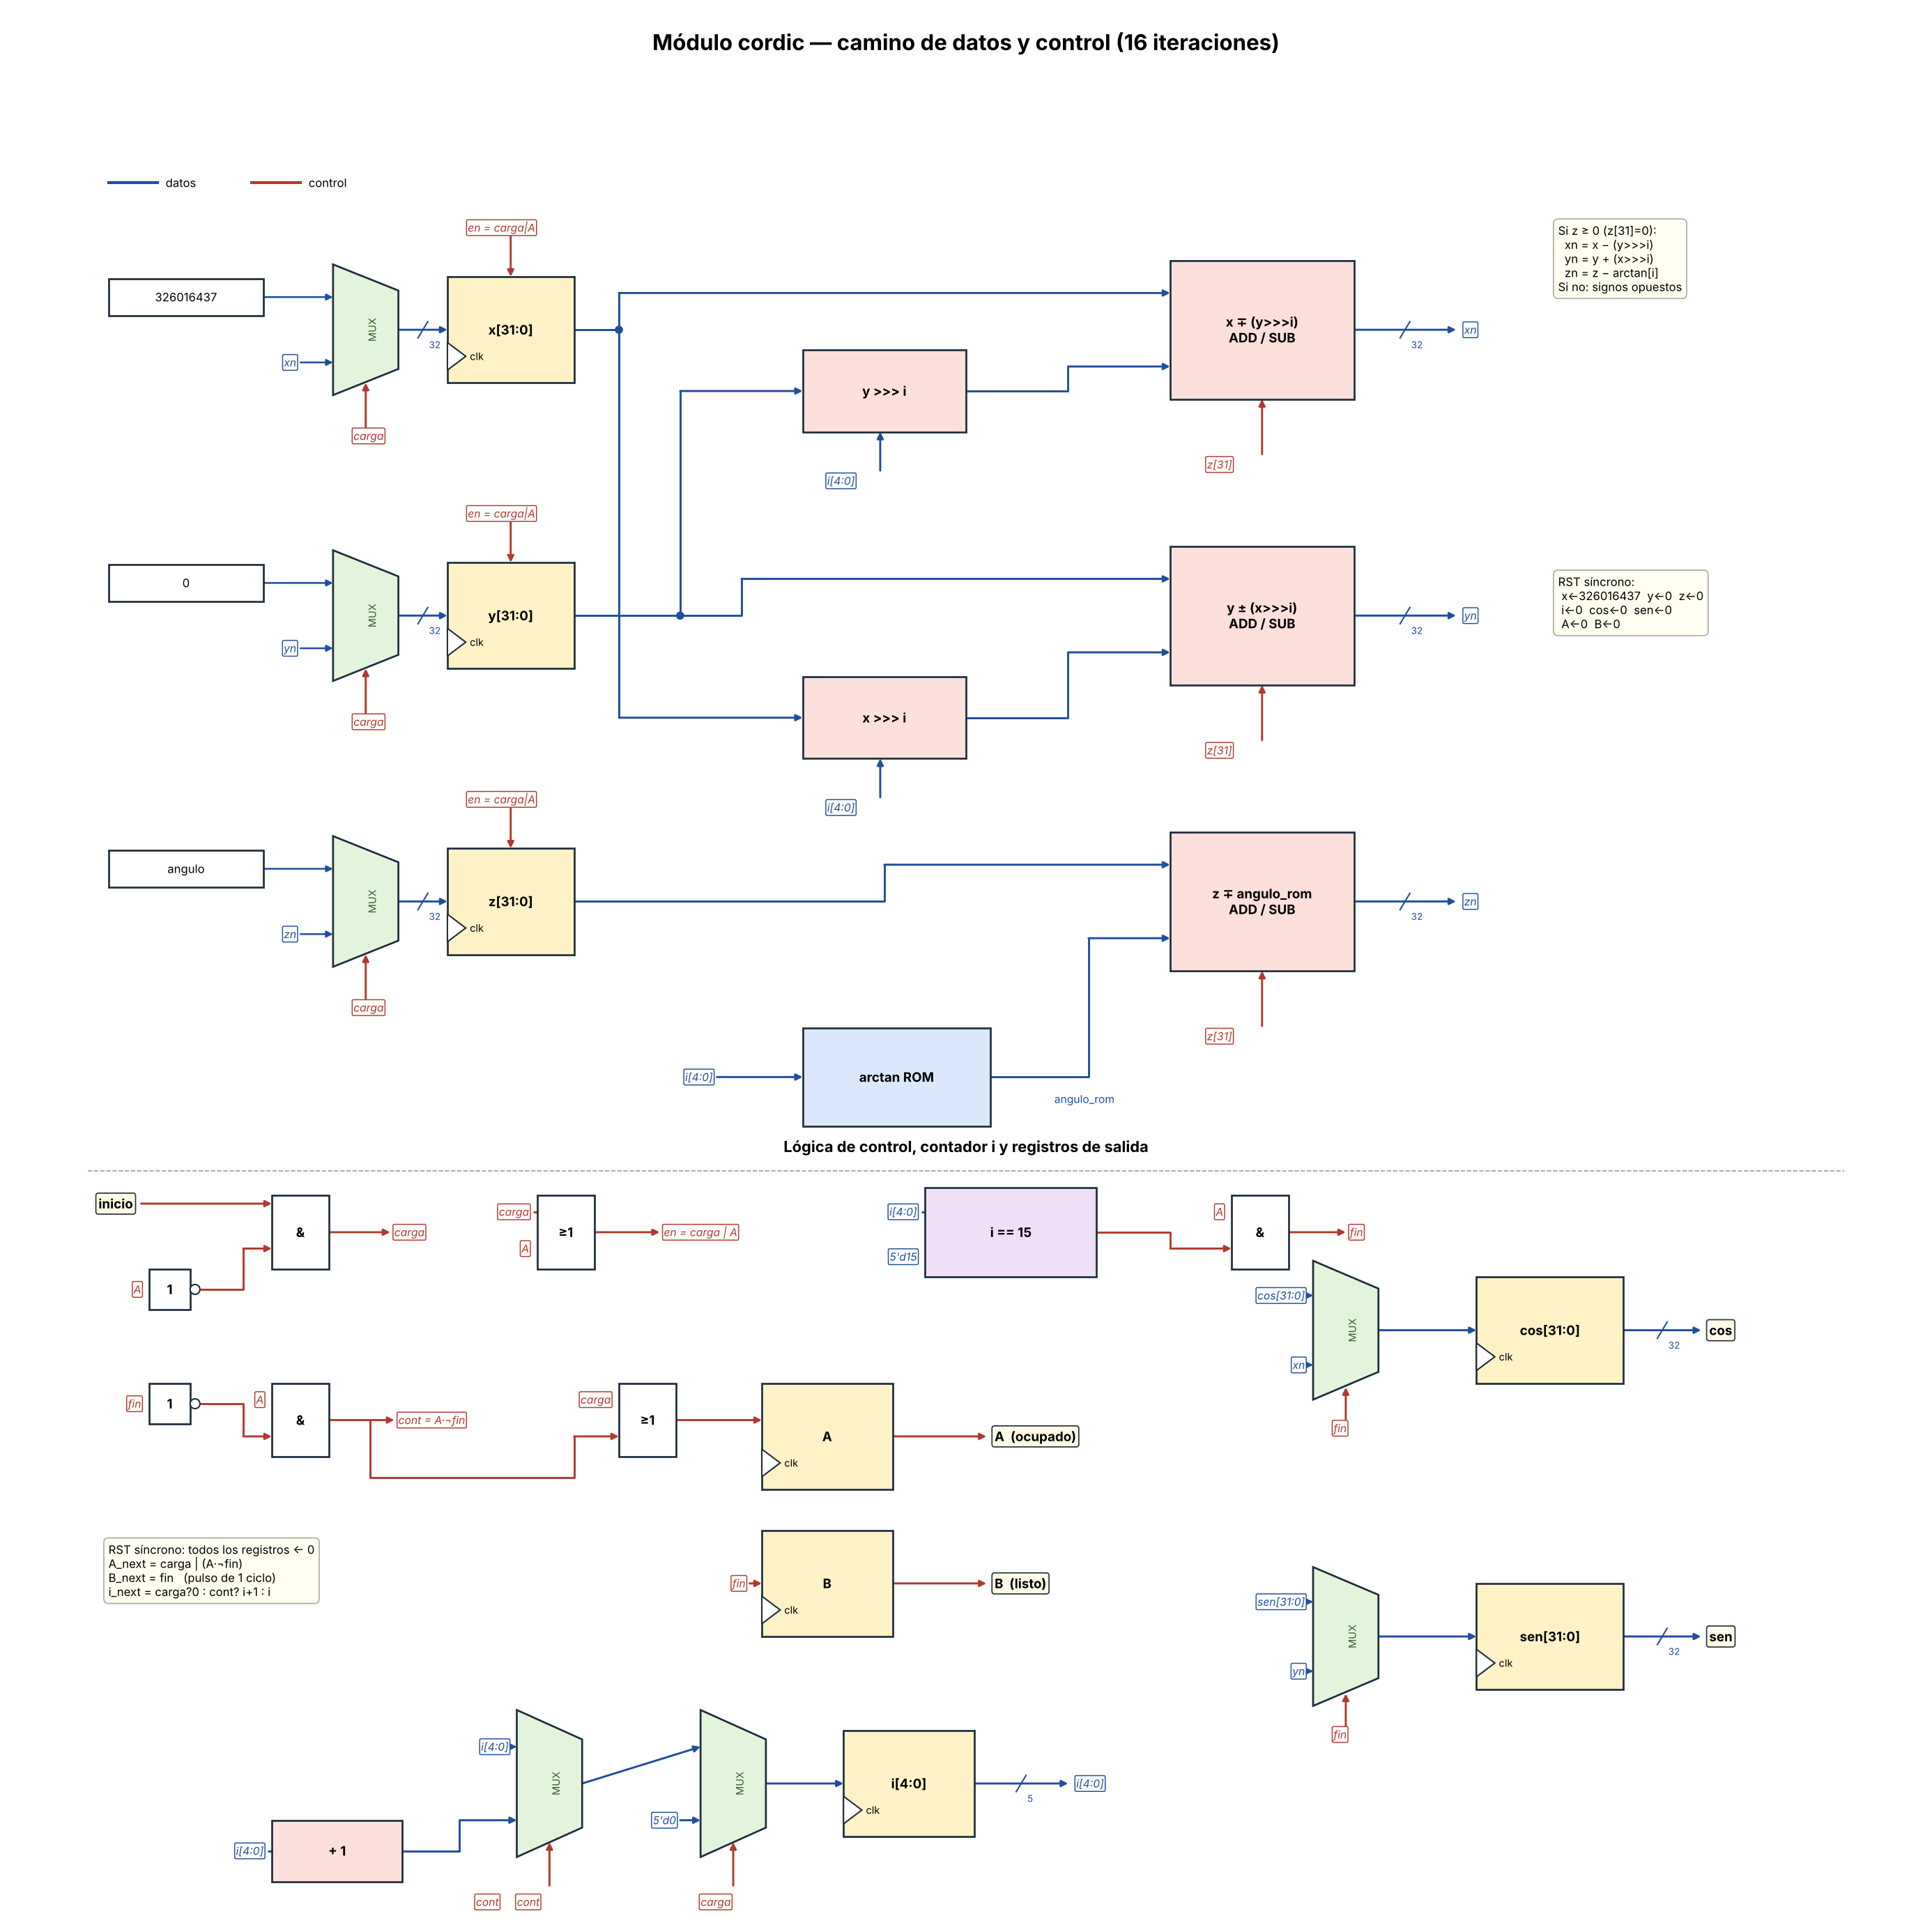 Módulo cordic — camino de datos y control (16 iteraciones)
datos
control
en = carga|A
326016437
MUX
32
x[31:0]
clk
xn
carga
y >>> i
i[4:0]
x ∓ (y>>>i)
ADD / SUB
32
xn
z[31]
Si z ≥ 0 (z[31]=0):
xn = x − (y>>>i)
yn = y + (x>>>i)
zn = z − arctan[i]
Si no: signos opuestos
en = carga|A
0
MUX
32
y[31:0]
clk
yn
carga
x >>> i
i[4:0]
y ± (x>>>i)
ADD / SUB
32
yn
z[31]
RST síncrono:
x←326016437 y←0 z←0
i←0 cos←0 sen←0
A←0 B←0
en = carga|A
angulo
MUX
32
z[31:0]
clk
zn
carga
z ∓ angulo_rom
ADD / SUB
32
zn
z[31]
i[4:0]
arctan ROM
angulo_rom
Lógica de control, contador i y registros de salida
inicio
&
carga
A
1
carga
A
≥1
en = carga | A
i[4:0]
5'd15
i == 15
A
&
fin
cos[31:0]
xn
MUX
fin
cos[31:0]
clk
32
cos
fin
1
A
&
cont = A·¬fin
carga
≥1
A
clk
A (ocupado)
RST síncrono: todos los registros ← 0
A_next = carga | (A·¬fin)
B_next = fin (pulso de 1 ciclo)
i_next = carga?0 : cont? i+1 : i
fin
B
clk
B (listo)
sen[31:0]
yn
MUX
fin
sen[31:0]
clk
32
sen
i[4:0]
+ 1
i[4:0]
MUX
cont
cont
5'd0
MUX
carga
i[4:0]
clk
5
i[4:0]